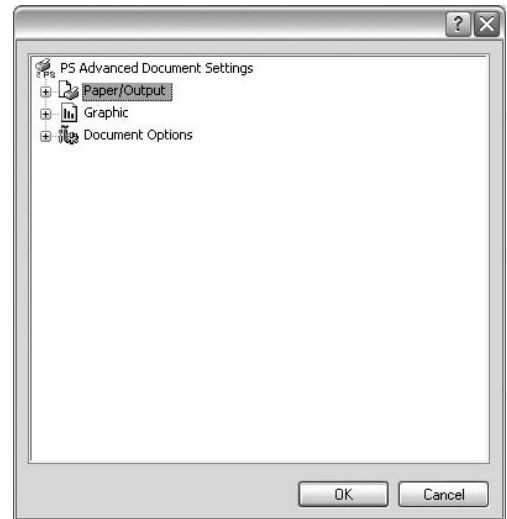 ?
PS Advanced Document Settings
Paper/Output
Graphic
Document Options
OK Cancel